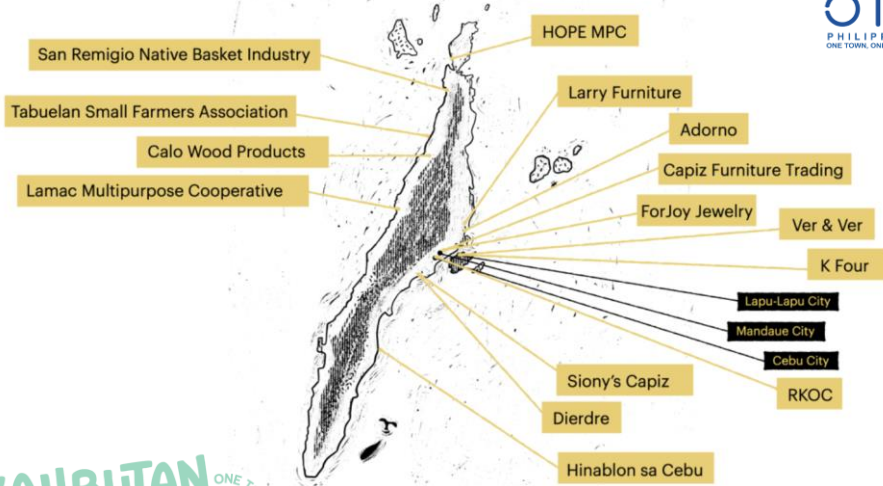 PHILIPP
ONE TOWN, ONE
HOPE MPC
San Remigio Native Basket Industry
Larry Furniture
Tabuelan Small Farmers Association
Adorno
Calo Wood Products
Capiz Furniture Trading
Lamac Multipurpose Cooperative
ForJoy Jewelry
Ver & Ver
K Four
Lapu-Lapu City
Mandaue City
Cebu City
Siony's Capiz
RKOC
Dierdre
Hinablon sa Cebu